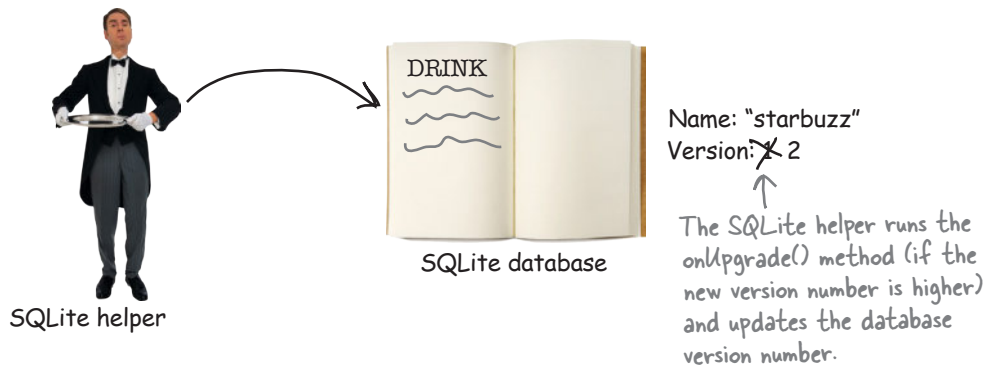 DRINK
Name: “starbuzz”
Version: 1 2
The SQLite helper runs the
onUpgrade() method (if the
new version number is higher)
and updates the database
version number.
SQLite database
SQLite helper